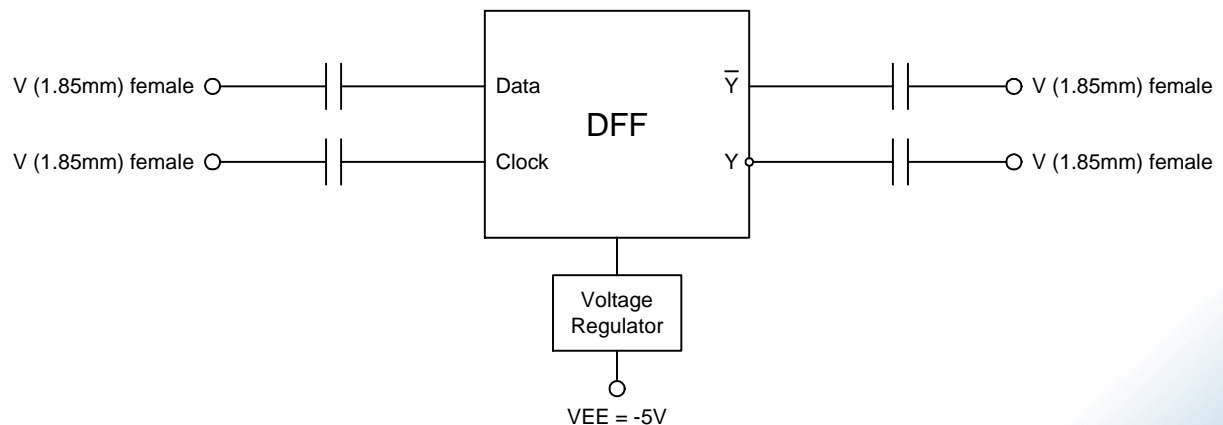 V (1.85mm) female
Data
Y̅
V (1.85mm) female
DFF
V (1.85mm) female
Clock
Y
V (1.85mm) female
Voltage
Regulator
VEE = -5V